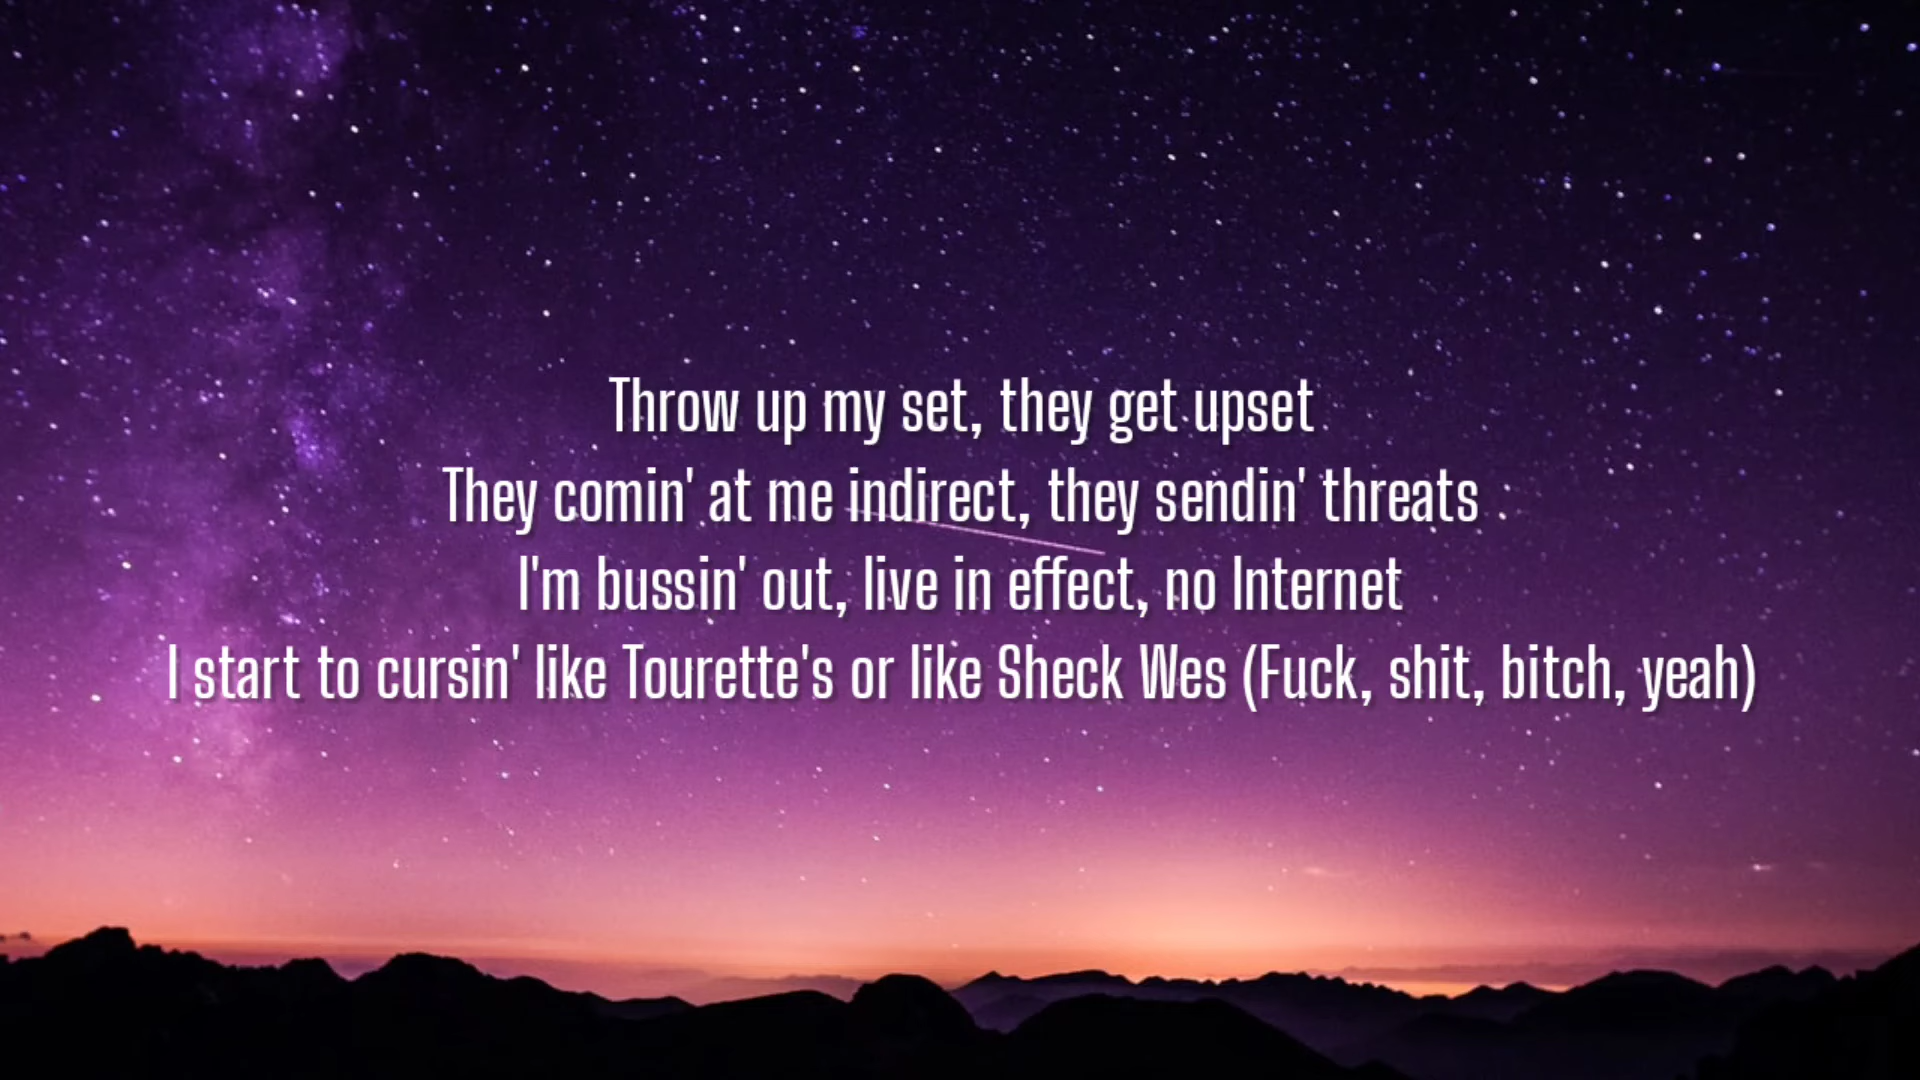 Throw up my set, they get upset
They comin' at me indirect, they sendin' threats
I'm bussin' out, live in effect, no Internet
I start to cursin' like Tourette's or like Sheck Wes (Fuck, shit, bitch, yeah)